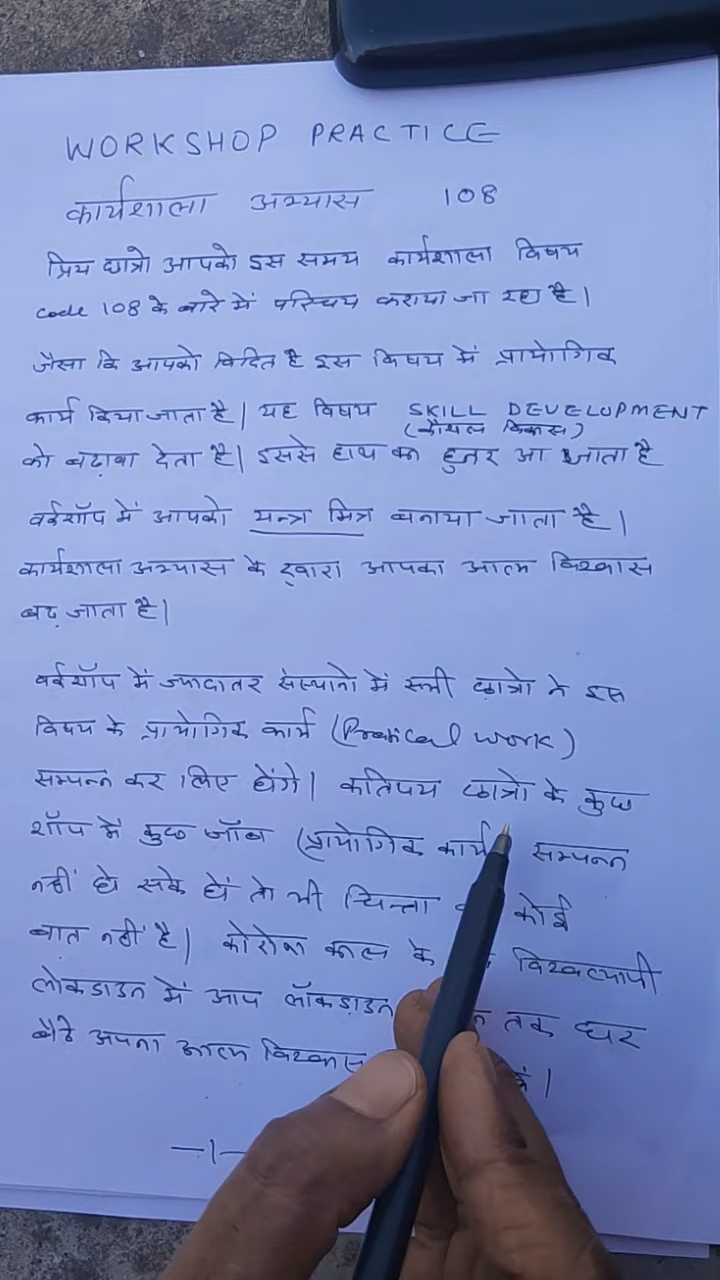 WORKSHOP PRACTICE
कार्यशाला अभ्यास 108
प्रिय छात्रो आपको इस समय कार्यशाला विषय
code 108 के बारे में परिचय कराया जा रहा है।
जैसा कि आपको विदित है इस विषय में प्रायोगिक
कार्य किया जाता है। यह विषय SKILL DEVELOPMENT
(कौशल विकास)
को बढ़ावा देता है। इससे हाथ का हुनर आ जाता है
वर्कशॉप में आपको यन्त्र मित्र बनाया जाता है।
कार्यशाला अभ्यास के द्वारा आपका आत्म विश्वास
बढ़ जाता है।
वर्कशॉप में ज्यादातर संस्थानो में सभी छात्रो ने इस
विषय के प्रायोगिक कार्य (Practical work)
सम्पन्न कर लिए होंगे। कतिपय छात्रो के कुछ
शॉप में कुछ जॉब (प्रायोगिक कार्य सम्पन्न
नहीं हो सके हों तो भी चिन्ता कोई
बात नहीं है। कोरोना काल के विश्वव्यापी
लोकडाउन में आप लॉकडाउन तक घर
बैठे अपना आत्म विश्वास
—1—